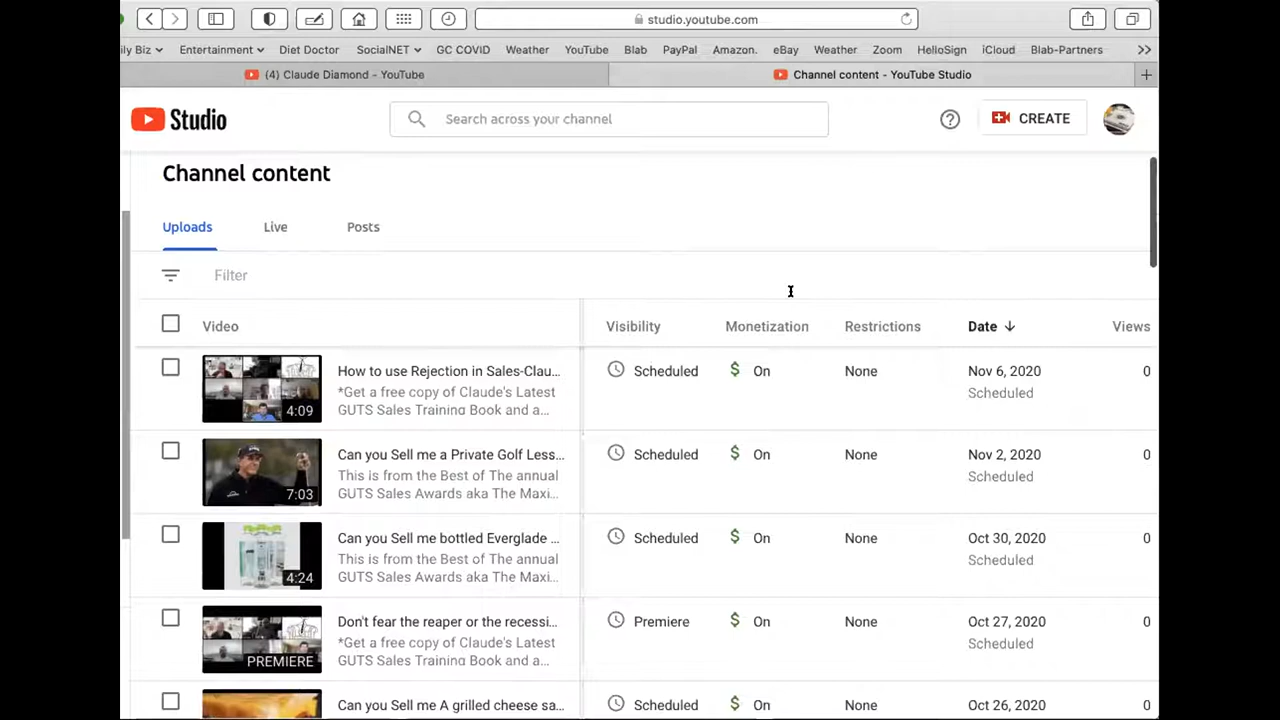 studio.youtube.com
ily Biz Entertainment Diet Doctor SocialNET GC COVID Weather YouTube Blab PayPal Amazon. eBay Weather Zoom HelloSign iCloud Blab-Partners >>
(4) Claude Diamond - YouTube Channel content - YouTube Studio +
Studio Search across your channel ? CREATE
Channel content
Uploads Live Posts
Filter
Video Visibility Monetization Restrictions Date ↓ Views
How to use Rejection in Sales-Clau... Scheduled $ On None Nov 6, 2020 0
*Get a free copy of Claude's Latest Scheduled
GUTS Sales Training Book and a...
4:09
Can you Sell me a Private Golf Less... Scheduled $ On None Nov 2, 2020 0
This is from the Best of The annual Scheduled
GUTS Sales Awards aka The Maxi...
7:03
Can you Sell me bottled Everglade ... Scheduled $ On None Oct 30, 2020 0
This is from the Best of The annual Scheduled
GUTS Sales Awards aka The Maxi...
4:24
Don't fear the reaper or the recessi... Premiere $ On None Oct 27, 2020 0
*Get a free copy of Claude's Latest Scheduled
GUTS Sales Training Book and a...
PREMIERE
Can you Sell me A grilled cheese sa... Scheduled $ On None Oct 26, 2020 0